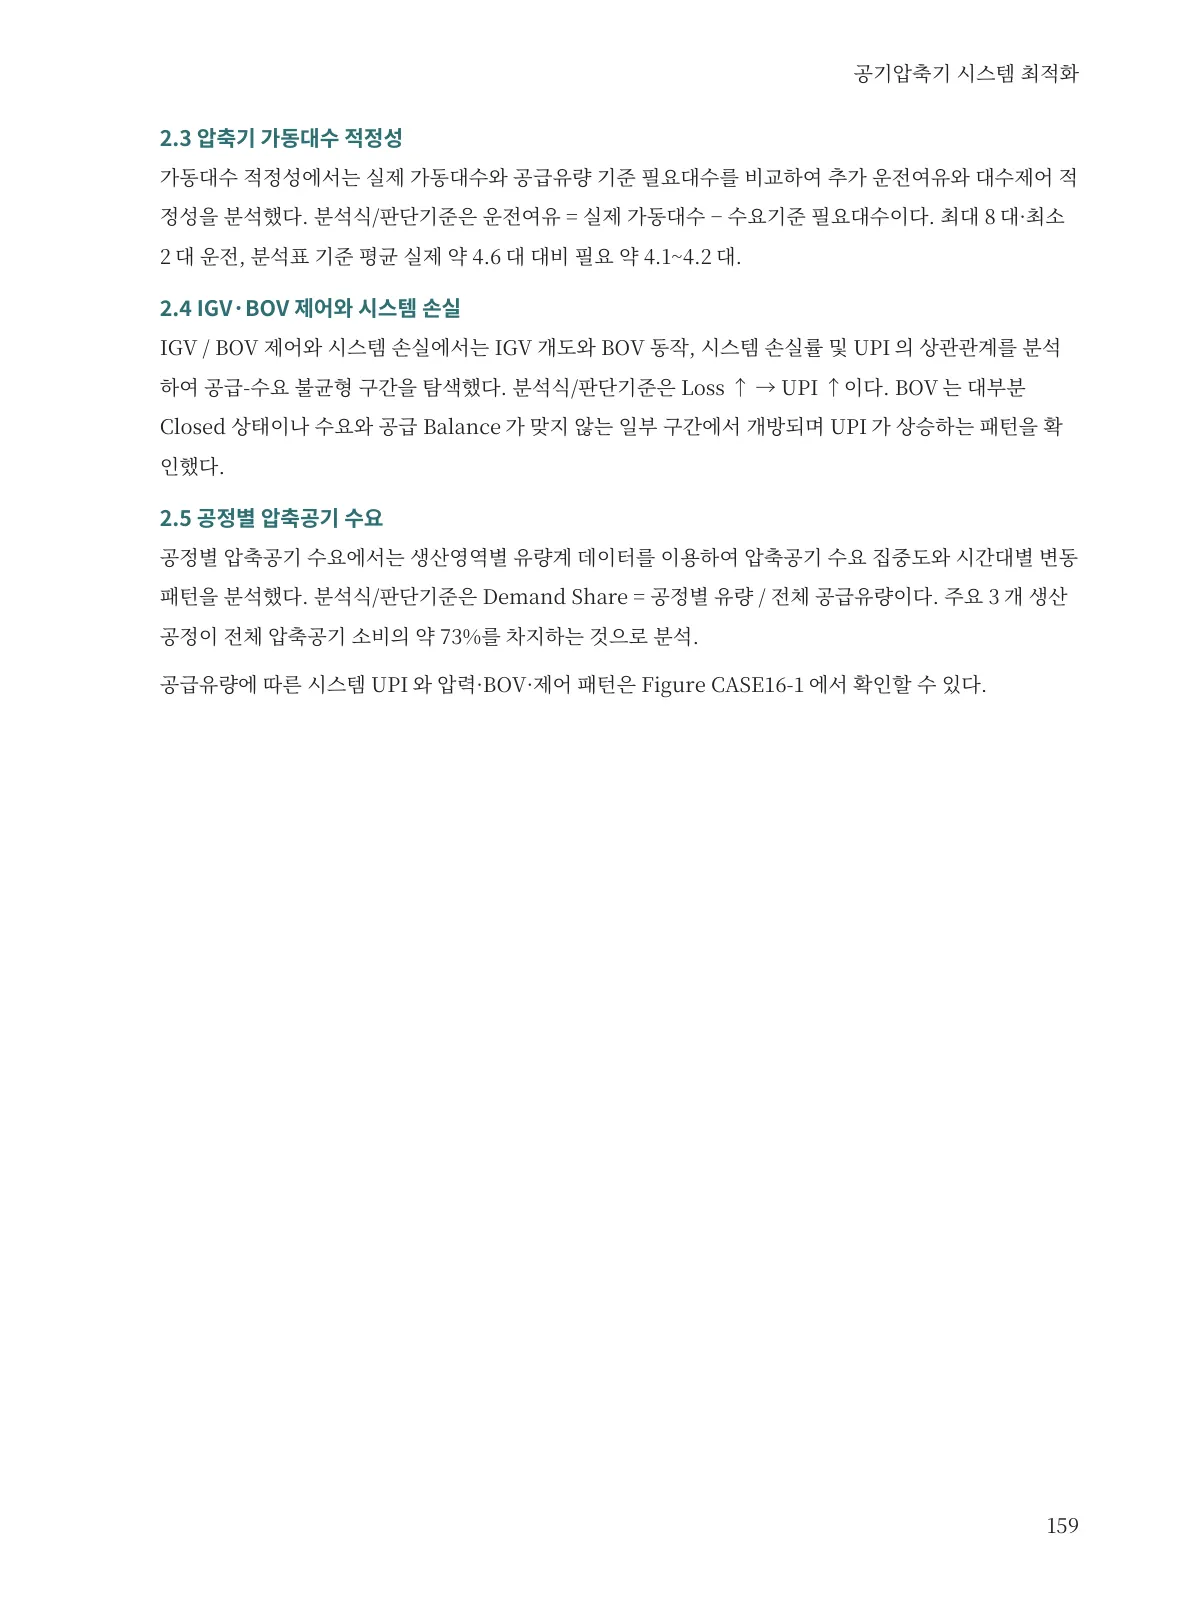 공기압축기 시스템 최적화
2.3 압축기 가동대수 적정성
가동대수 적정성에서는 실제 가동대수와 공급유량 기준 필요대수를 비교하여 추가 운전여유와 대수제어 적
정성을 분석했다. 분석식/판단기준은 운전여유 = 실제 가동대수 − 수요기준 필요대수이다. 최대 8 대·최소
2 대 운전, 분석표 기준 평균 실제 약 4.6 대 대비 필요 약 4.1~4.2 대.
2.4 IGV·BOV 제어와 시스템 손실
IGV / BOV 제어와 시스템 손실에서는 IGV 개도와 BOV 동작, 시스템 손실률 및 UPI 의 상관관계를 분석
하여 공급-수요 불균형 구간을 탐색했다. 분석식/판단기준은 Loss ↑ → UPI ↑이다. BOV 는 대부분
Closed 상태이나 수요와 공급 Balance 가 맞지 않는 일부 구간에서 개방되며 UPI 가 상승하는 패턴을 확
인했다.
2.5 공정별 압축공기 수요
공정별 압축공기 수요에서는 생산영역별 유량계 데이터를 이용하여 압축공기 수요 집중도와 시간대별 변동
패턴을 분석했다. 분석식/판단기준은 Demand Share = 공정별 유량 / 전체 공급유량이다. 주요 3 개 생산
공정이 전체 압축공기 소비의 약 73%를 차지하는 것으로 분석.
공급유량에 따른 시스템 UPI 와 압력·BOV·제어 패턴은 Figure CASE16-1 에서 확인할 수 있다.
159